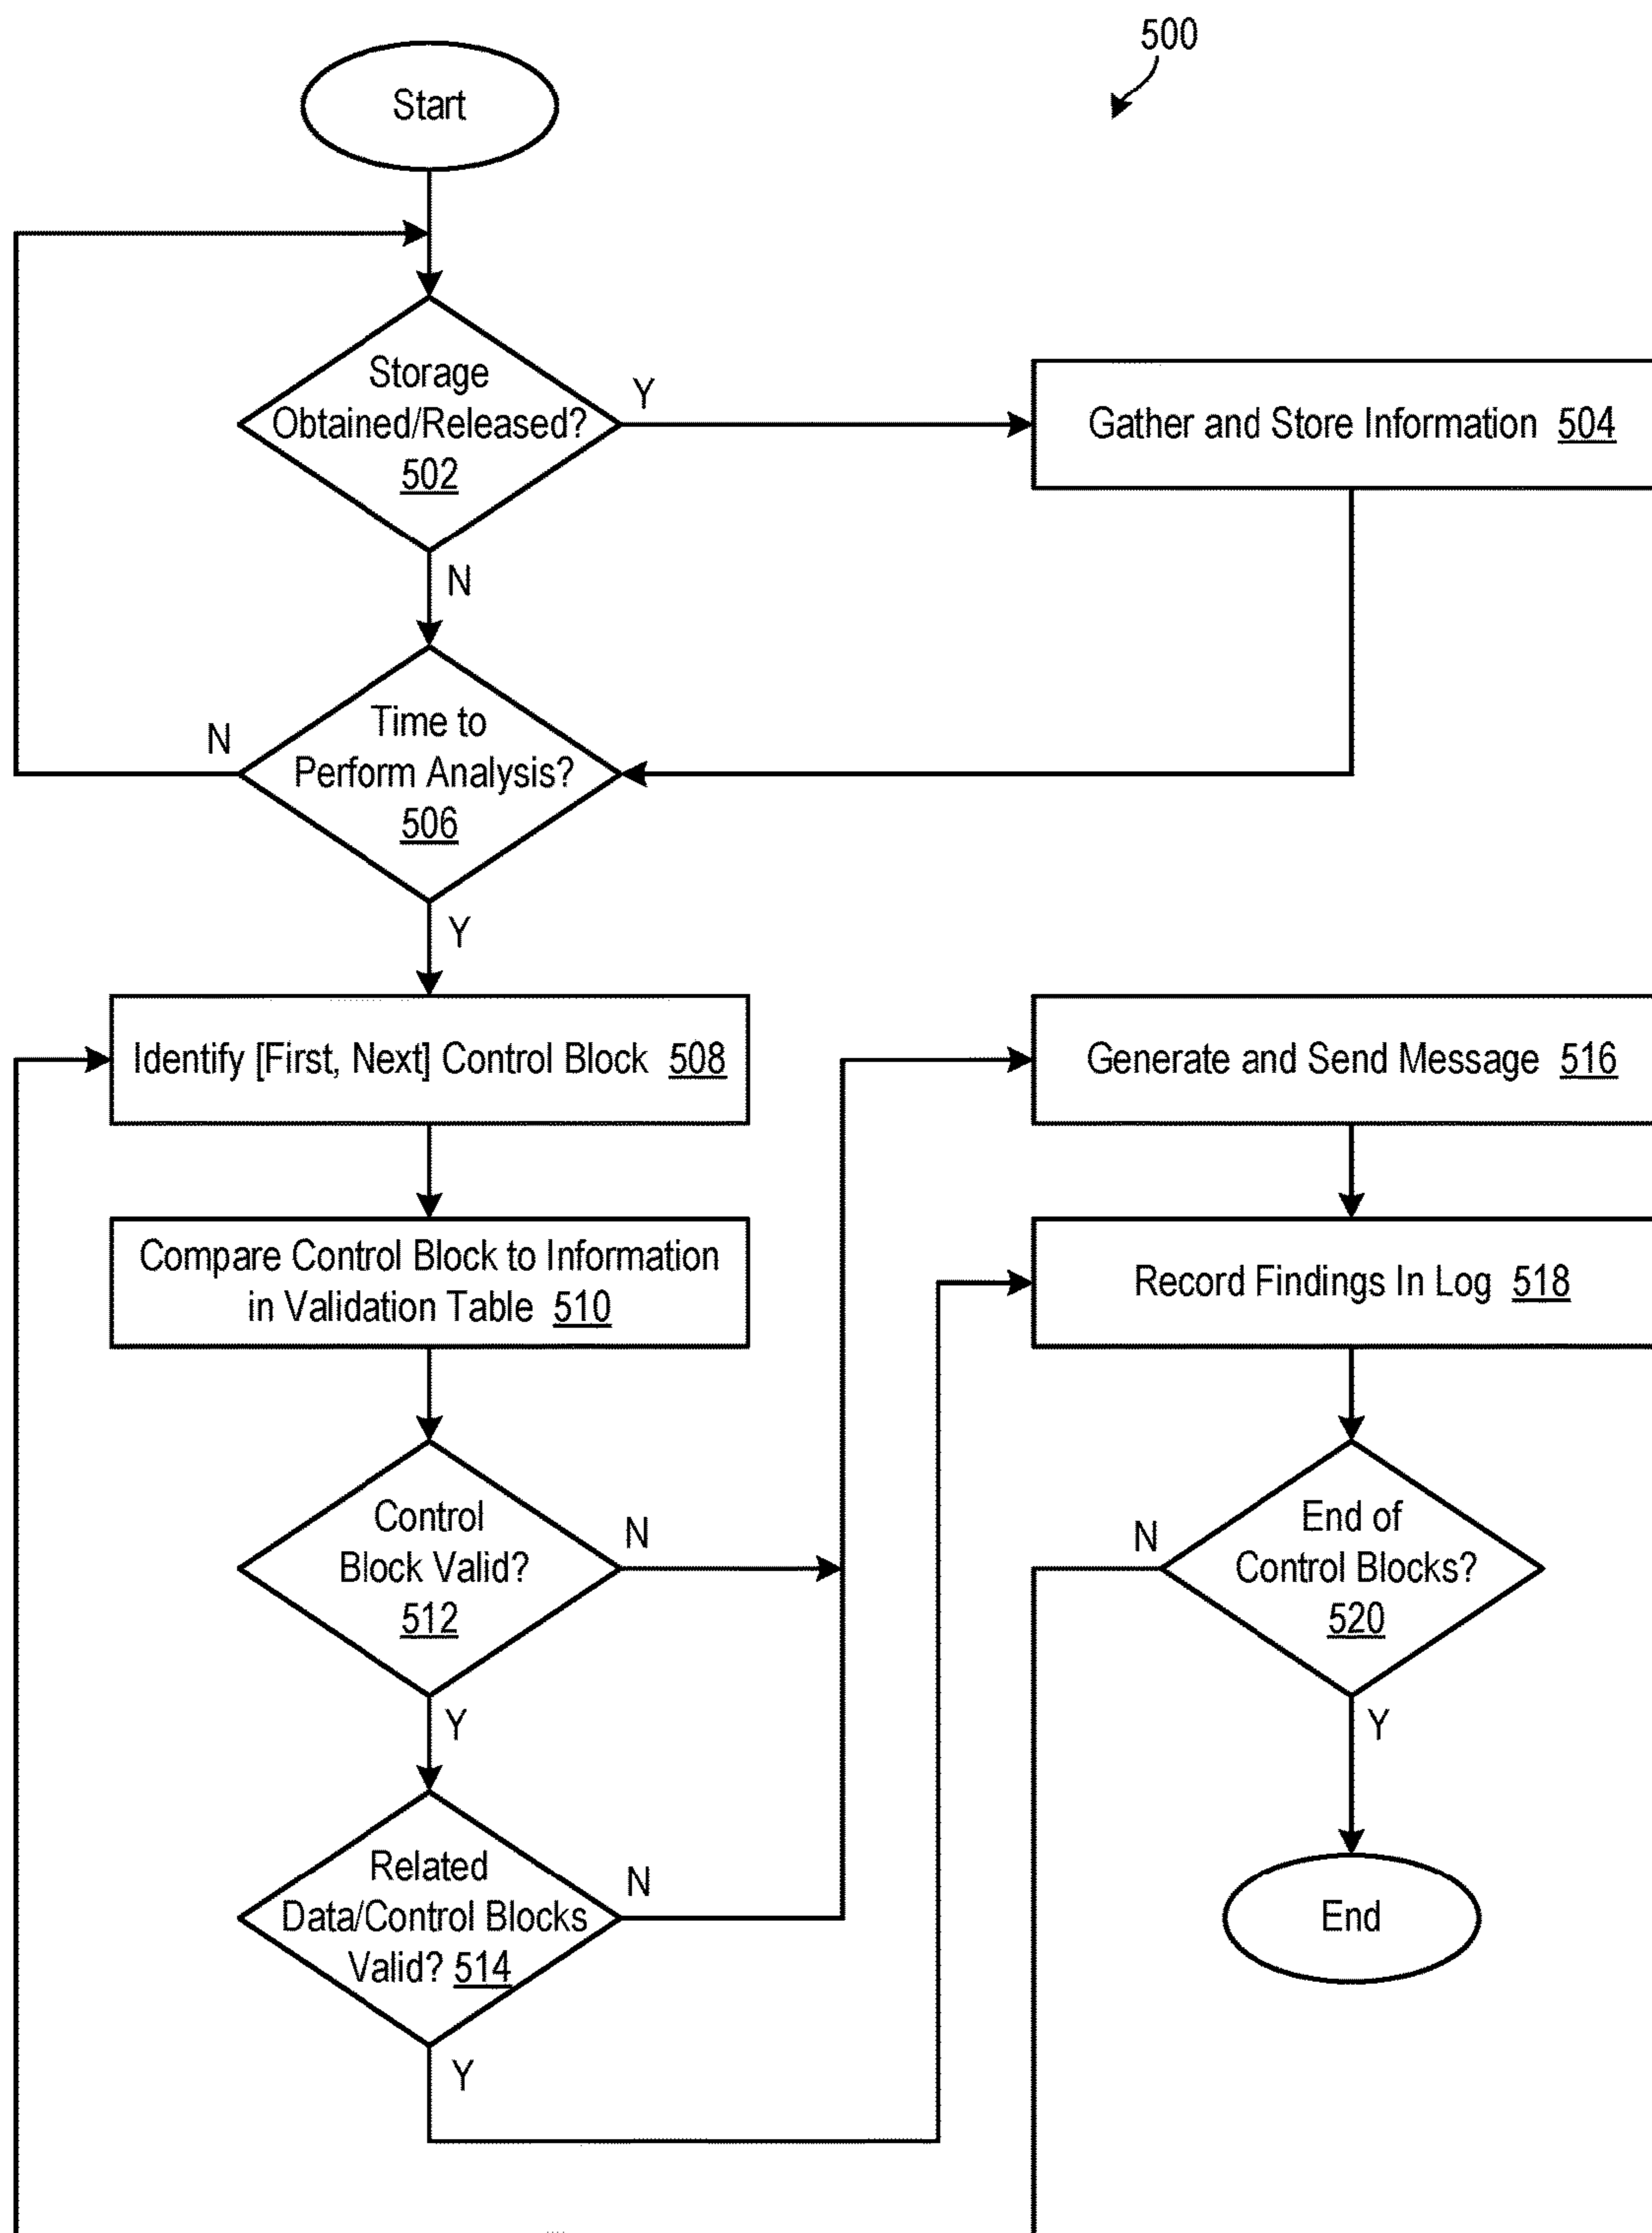 500
Start
Storage
Obtained/Released?
502
Y
Gather and Store Information 504
N
Time to
Perform Analysis?
506
N
Y
Identify [First, Next] Control Block 508
Generate and Send Message 516
Compare Control Block to Information
in Validation Table 510
Record Findings In Log 518
Control
Block Valid?
512
N
Y
End of
Control Blocks?
520
N
Y
Related
Data/Control Blocks
Valid? 514
N
Y
End